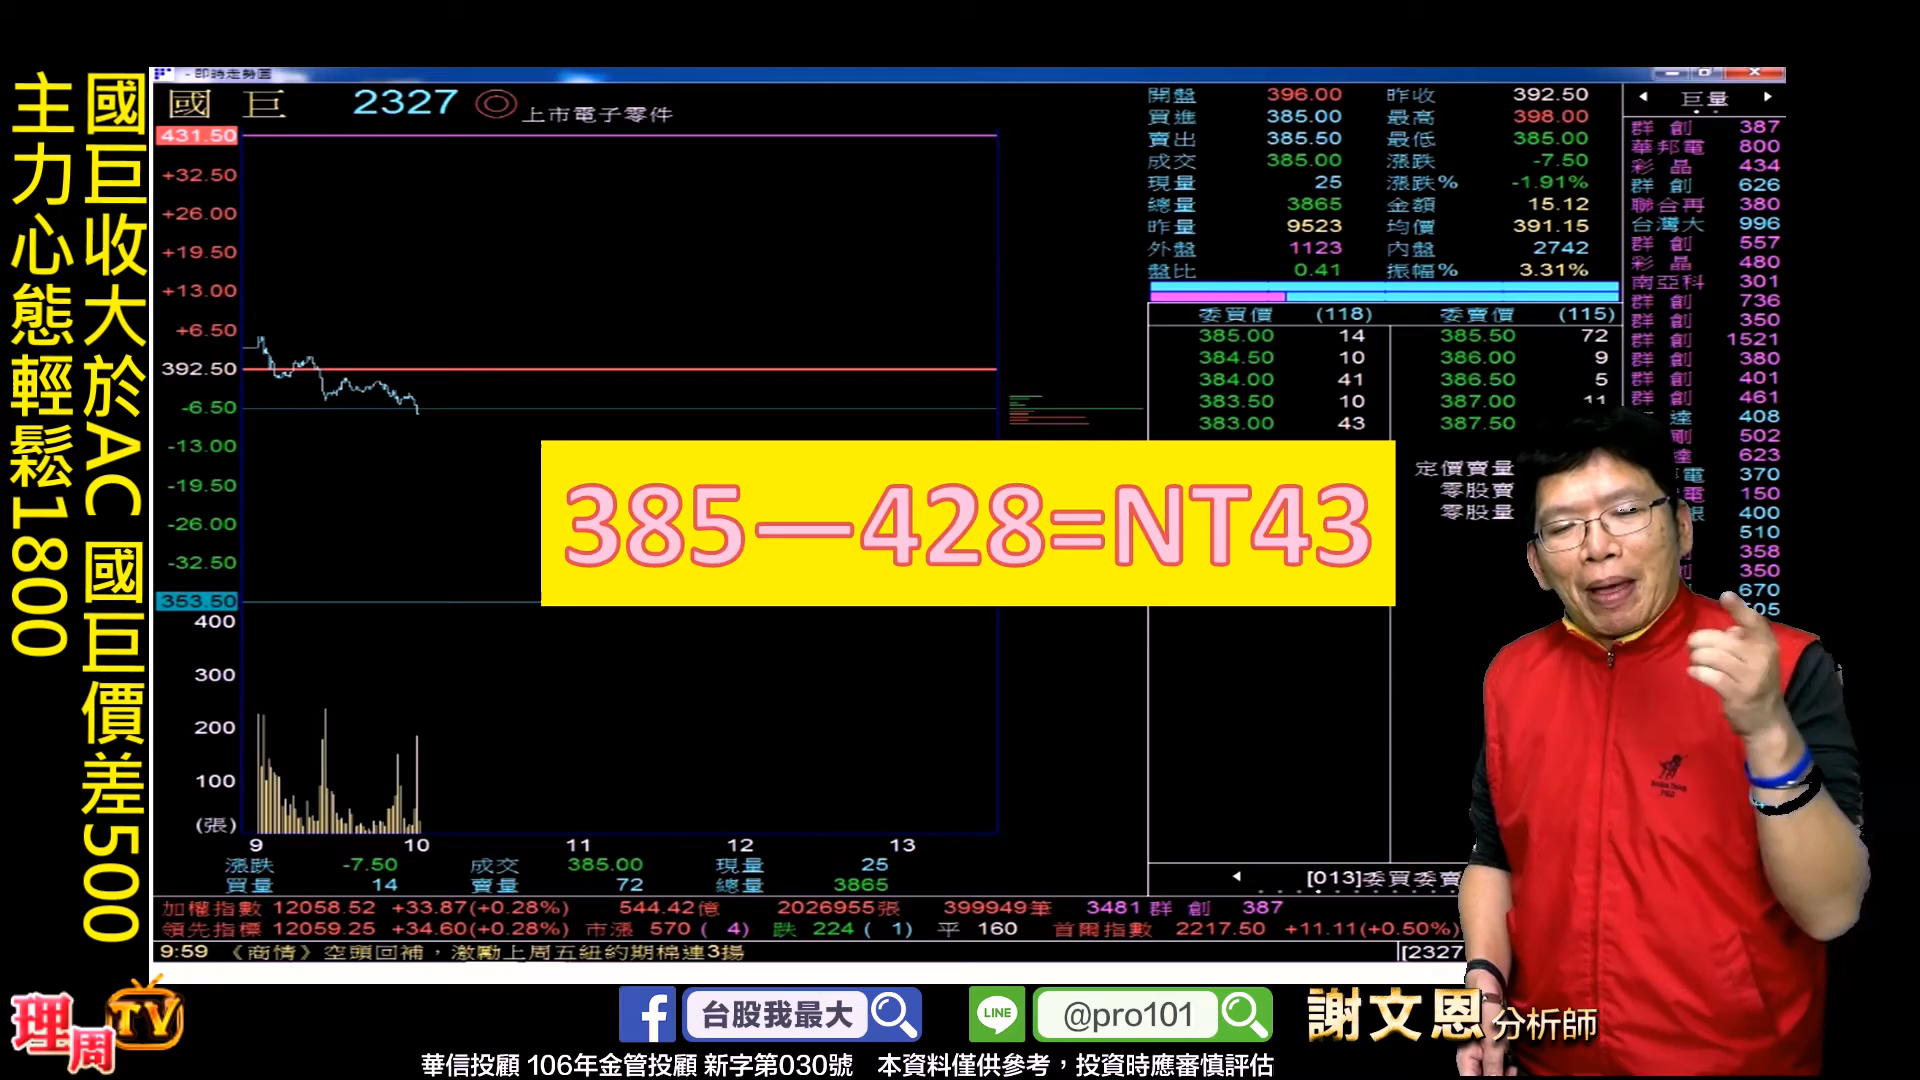 國巨收大於AC 國巨價差500
主力心態輕鬆1800
- 即時走勢圖
國 巨 2327 ◎ 上市電子零件
431.50
+32.50
+26.00
+19.50
+13.00
+6.50
392.50
-6.50
-13.00
-19.50
-26.00
-32.50
353.50
400
300
200
100
(張)
9 10 11 12 13
漲跌 -7.50 成交 385.00 現量 25
買量 14 賣量 72 總量 3865
開盤 396.00 昨收 392.50
買進 385.00 最高 398.00
賣出 385.50 最低 385.00
成交 385.00 漲跌 -7.50
現量 25 漲跌% -1.91%
總量 3865 金額 15.12
昨量 9523 均價 391.15
外盤 1123 內盤 2742
盤比 0.41 振幅% 3.31%
委買價 (118) 委賣價 (115)
385.00 14 385.50 72
384.50 10 386.00 9
384.00 41 386.50 5
383.50 10 387.00 11
383.00 43 387.50
定價賣量
零股賣
零股量
[013]委買委賣
巨量
群創 387
華邦電 800
彩晶 434
群創 626
聯合再 380
台灣大 996
群創 557
彩晶 480
南亞科 301
群創 736
群創 350
群創 1521
群創 380
群創 401
群創 461
達 408
剛 502
達 623
電 370
電 150
銀 400
510
創 358
創 350
670
505
385—428=NT43
加權指數 12058.52 +33.87(+0.28%) 544.42億 2026955張 399949筆 3481 群 創 387
領先指標 12059.25 +34.60(+0.28%) 市漲 570 ( 4) 跌 224 ( 1) 平 160 首爾指數 2217.50 +11.11(+0.50%)
9:59 《商情》空頭回補，激勵上周五紐約期棉連3揚 [2327
理周TV
f 台股我最大
LINE @pro101
謝文恩 分析師
華信投顧 106年金管投顧 新字第030號 本資料僅供參考，投資時應審慎評估